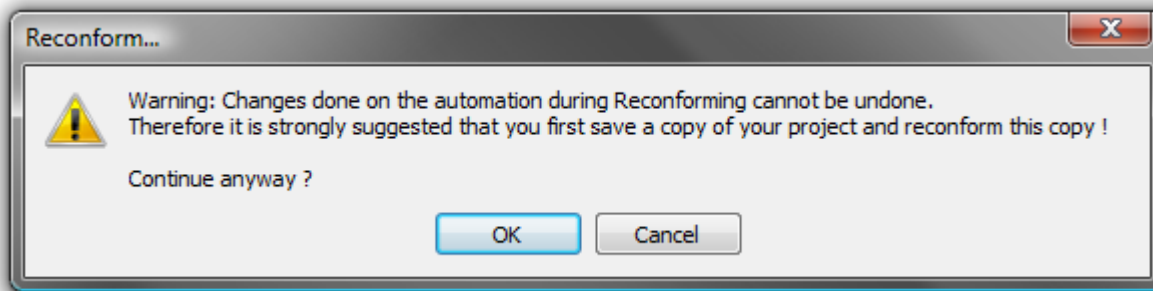 Reconform...
Warning: Changes done on the automation during Reconforming cannot be undone.
Therefore it is strongly suggested that you first save a copy of your project and reconform this copy !
Continue anyway ?
OK
Cancel